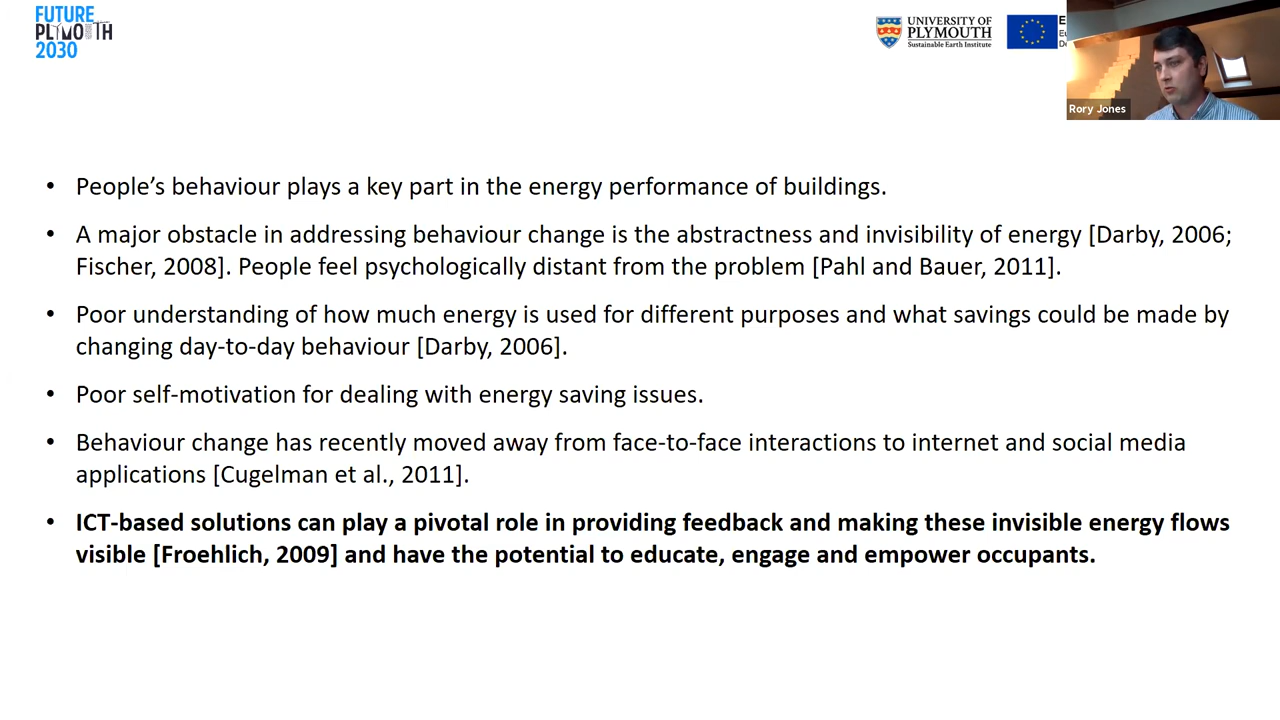 FUTURE
PLYMOUTH
2030
UNIVERSITY OF
PLYMOUTH
Sustainable Earth Institute
Rory Jones
• People’s behaviour plays a key part in the energy performance of buildings.
• A major obstacle in addressing behaviour change is the abstractness and invisibility of energy [Darby, 2006;
Fischer, 2008]. People feel psychologically distant from the problem [Pahl and Bauer, 2011].
• Poor understanding of how much energy is used for different purposes and what savings could be made by
changing day-to-day behaviour [Darby, 2006].
• Poor self-motivation for dealing with energy saving issues.
• Behaviour change has recently moved away from face-to-face interactions to internet and social media
applications [Cugelman et al., 2011].
• ICT-based solutions can play a pivotal role in providing feedback and making these invisible energy flows
visible [Froehlich, 2009] and have the potential to educate, engage and empower occupants.